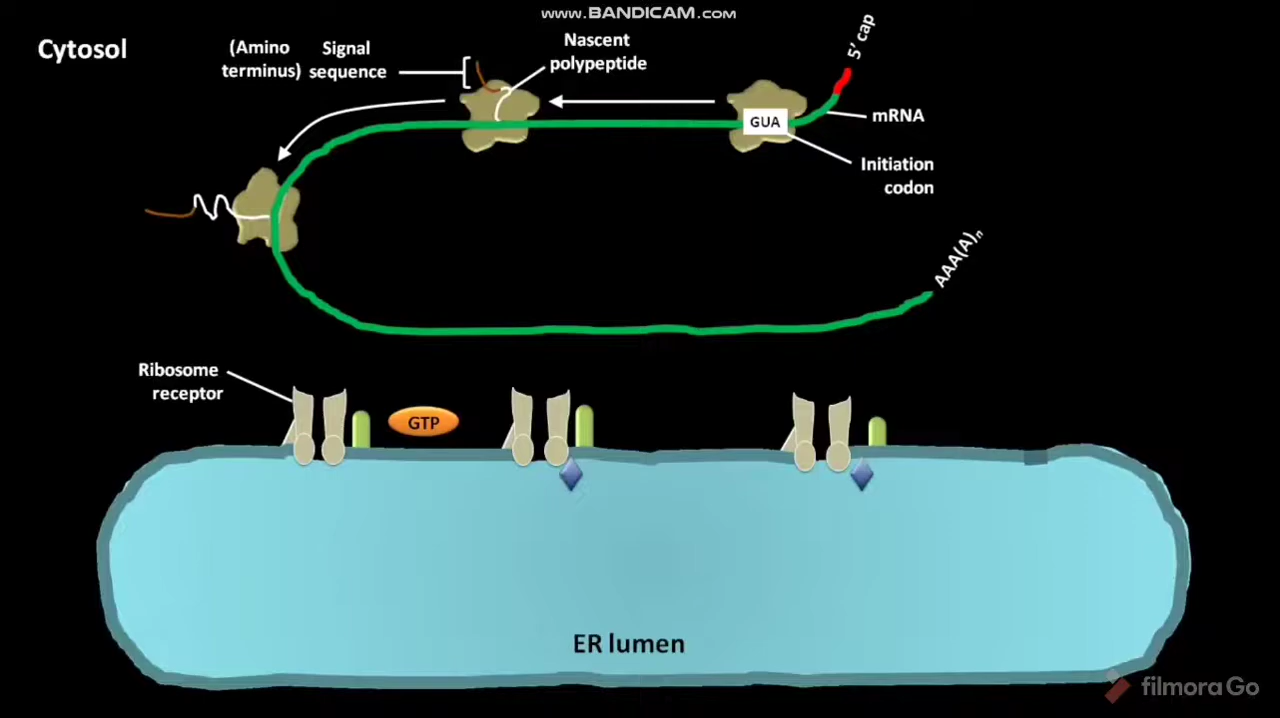 www.BANDICAM.com
Cytosol
(Amino
terminus)
Signal
sequence
Nascent
polypeptide
5' cap
GUA
mRNA
Initiation
codon
AAA(A)n
Ribosome
receptor
GTP
ER lumen
filmoraGo